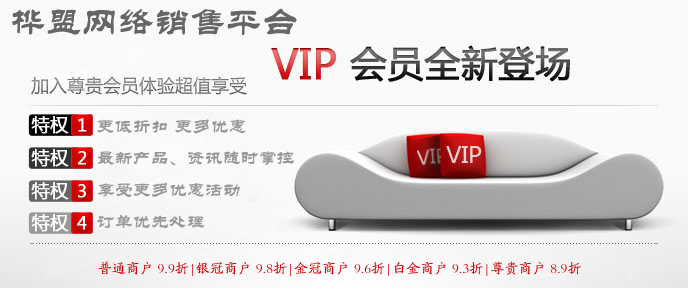 桦盟网络销售平台
VIP 会员全新登场
加入尊贵会员体验超值享受
特权 1 更低折扣 更多优惠
特权 2 最新产品、资讯随时掌控
特权 3 享受更多优惠活动
特权 4 订单优先处理
VIP VIP
普通商户 9.9折|银冠商户 9.8折|金冠商户 9.6折|白金商户 9.3折|尊贵商户 8.9折